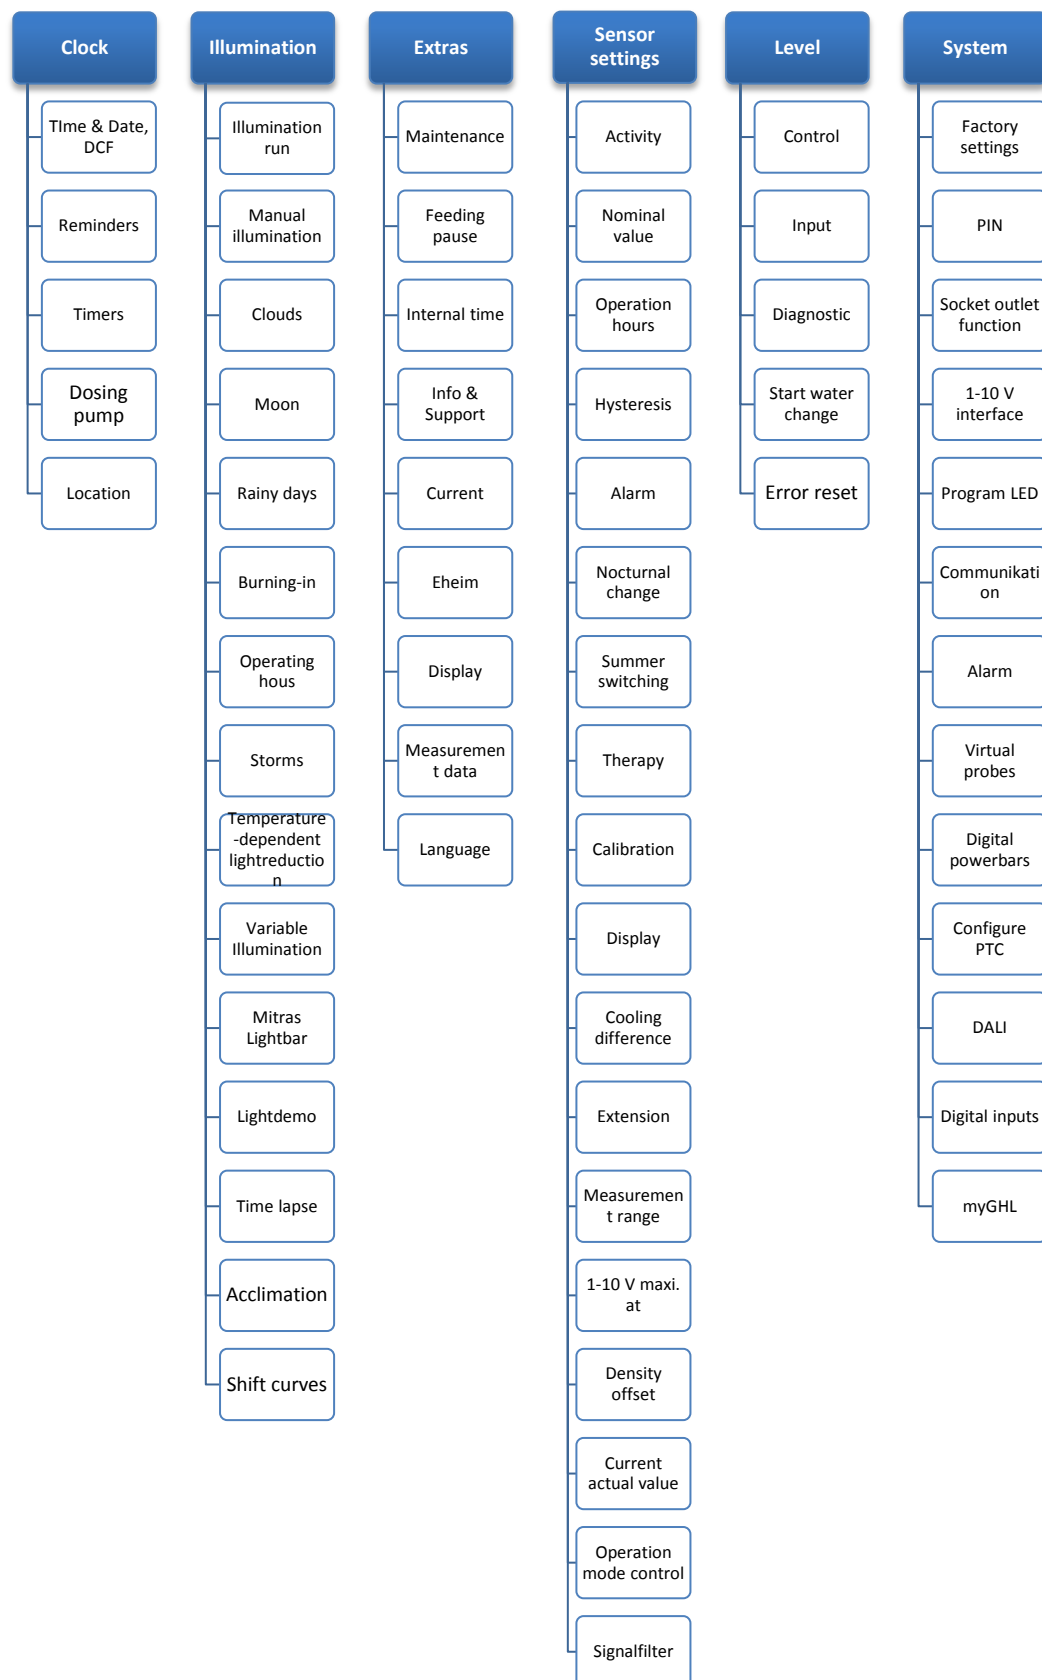 Clock
TIme & Date,
DCF
Reminders
Timers
Dosing
pump
Location
Illumination
Illumination
run
Manual
illumination
Clouds
Moon
Rainy days
Burning-in
Operating
hous
Storms
Temperature
-dependent
lightreductio
n
Variable
Illumination
Mitras
Lightbar
Lightdemo
Time lapse
Acclimation
Shift curves
Extras
Maintenance
Feeding
pause
Internal time
Info &
Support
Current
Eheim
Display
Measuremen
t data
Language
Sensor
settings
Activity
Nominal
value
Operation
hours
Hysteresis
Alarm
Nocturnal
change
Summer
switching
Therapy
Calibration
Display
Cooling
difference
Extension
Measuremen
t range
1-10 V maxi.
at
Density
offset
Current
actual value
Operation
mode control
Signalfilter
Level
Control
Input
Diagnostic
Start water
change
Error reset
System
Factory
settings
PIN
Socket outlet
function
1-10 V
interface
Program LED
Communikati
on
Alarm
Virtual
probes
Digital
powerbars
Configure
PTC
DALI
Digital inputs
myGHL